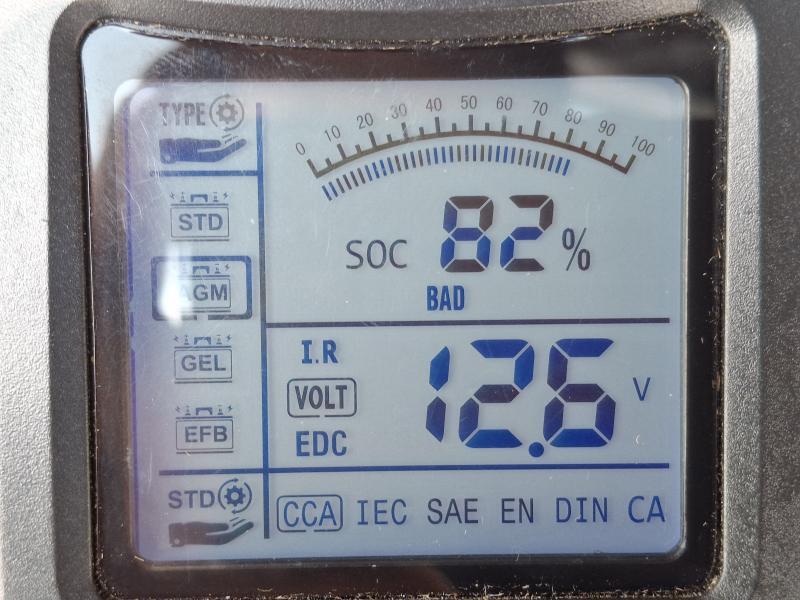 TYPE
0 10 20 30 40 50 60 70 80 90 100
STD
SOC 82 %
AGM
BAD
I.R
GEL
VOLT 12.6 V
EFB
EDC
STD
CCA IEC SAE EN DIN CA